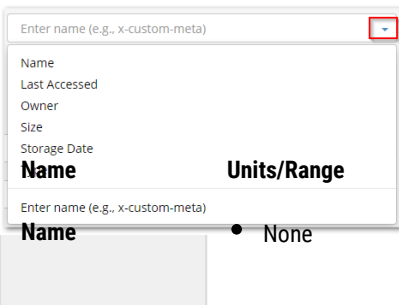 Enter name (e.g., x-custom-meta)
Name
Last Accessed
Owner
Size
Storage Date
Name Units/Range
Enter name (e.g., x-custom-meta)
Name • None